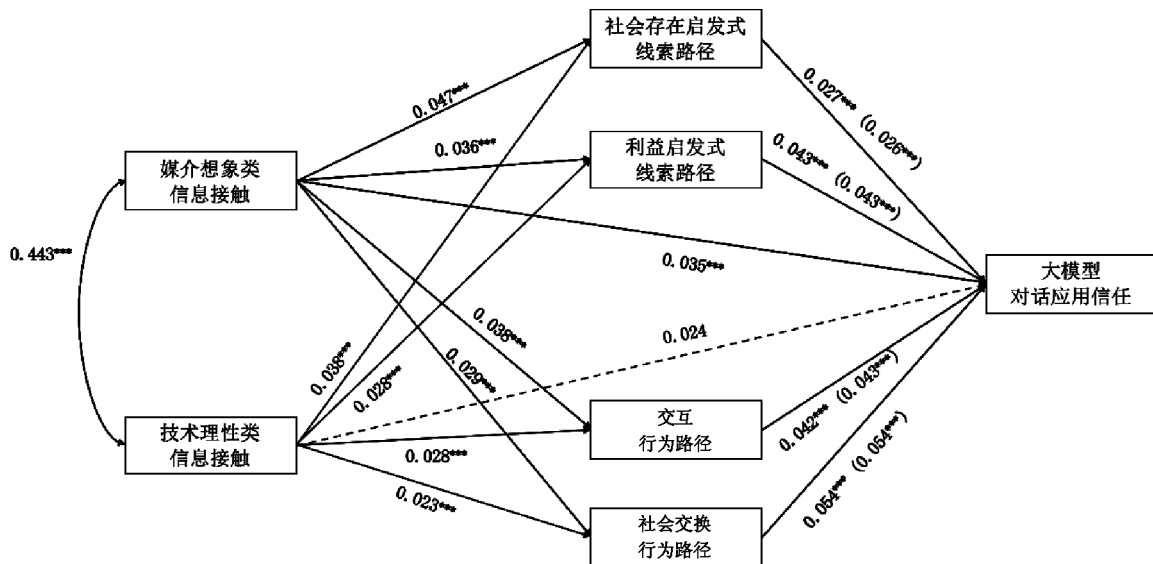 社会存在启发式
线索路径
0.047***
0.027*** (0.026***)
0.036***
利益启发式
线索路径
0.043*** (0.043***)
媒介想象类
信息接触
0.443***
0.035***
大模型
对话应用信任
0.038***
0.024
0.038***
0.028***
0.029***
技术理性类
信息接触
0.028***
交互
行为路径
0.042*** (0.043***)
0.023***
社会交换
行为路径
0.054*** (0.054***)